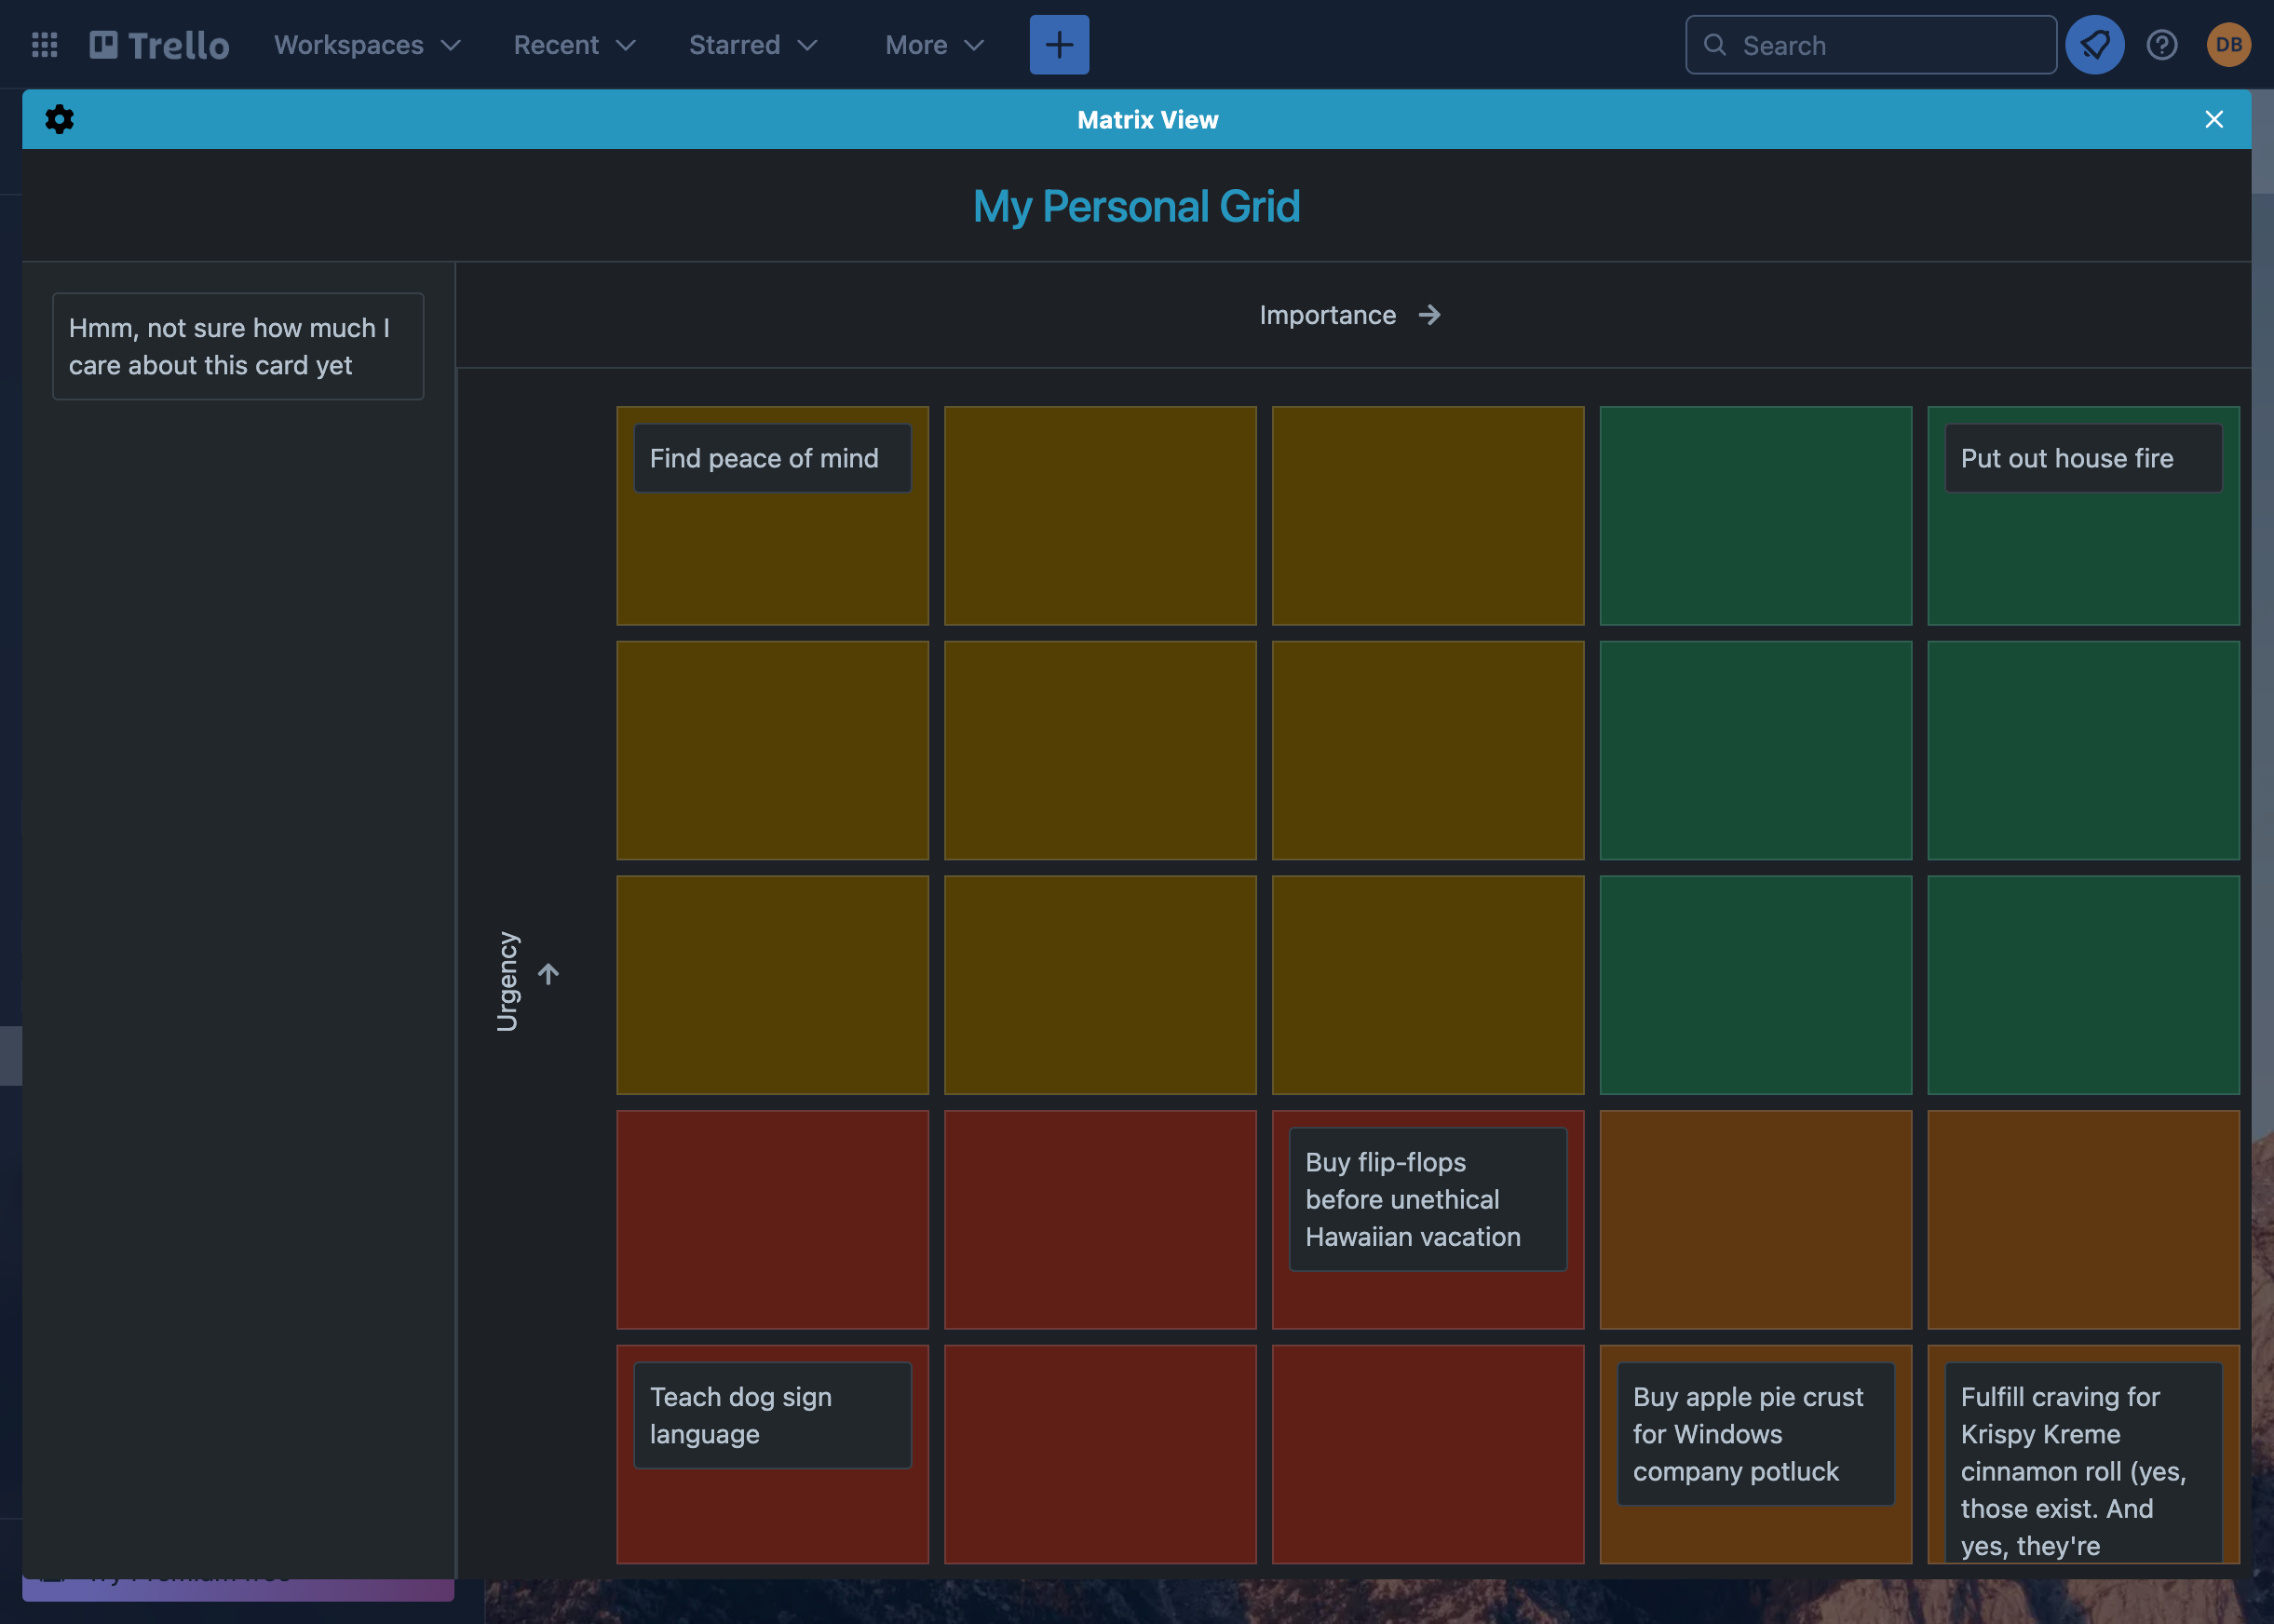 Trello
Workspaces
Recent
Starred
More
Search
DB
Matrix View
My Personal Grid
Hmm, not sure how much I
care about this card yet
Importance
Urgency
Find peace of mind
Put out house fire
Buy flip-flops
before unethical
Hawaiian vacation
Teach dog sign
language
Buy apple pie crust
for Windows
company potluck
Fulfill craving for
Krispy Kreme
cinnamon roll (yes,
those exist. And
yes, they're